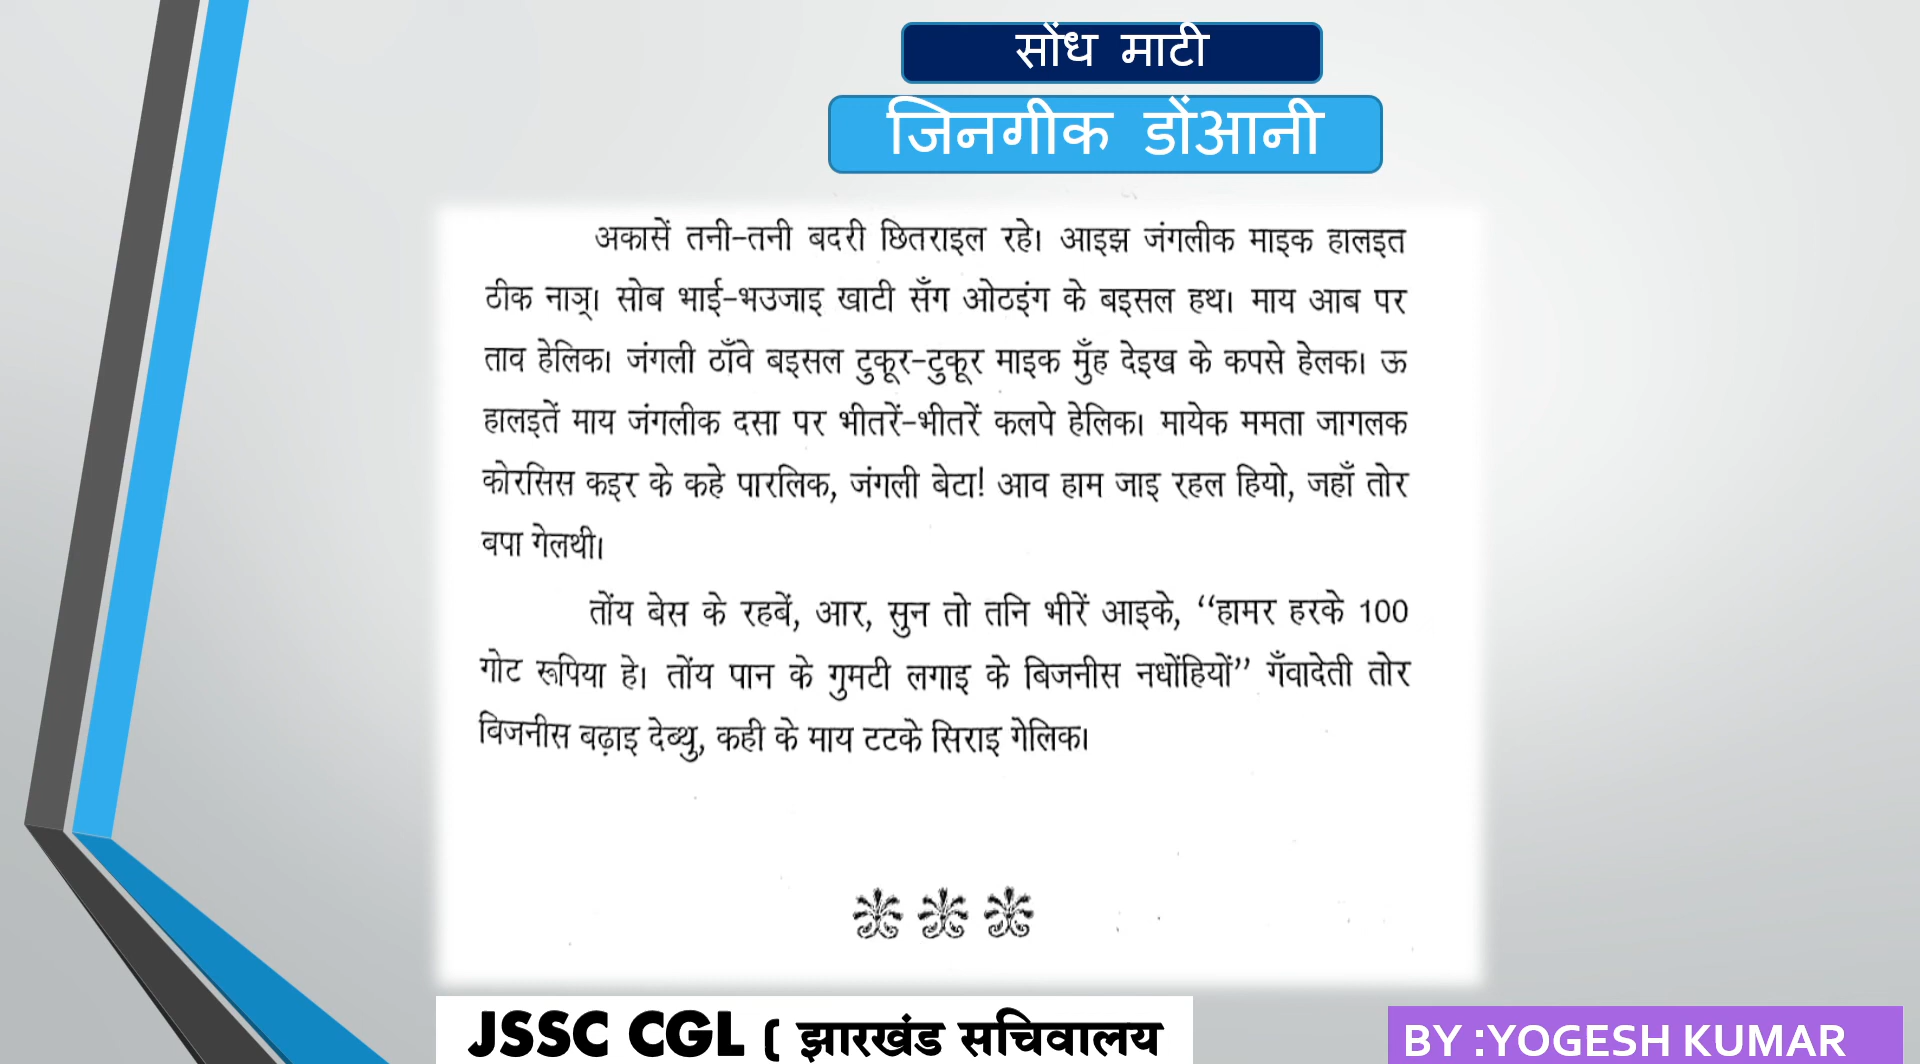 सोंध माटी
जिनगीक डोंआनी
अकासें तनी-तनी बदरी छितराइल रहे। आइझ जंगलीक माइक हालइत
ठीक नाञ्। सोब भाई-भउजाइ खाटी सँग ओठइंग के बइसल हथ। माय आब पर
ताव हेलिक। जंगली ठाँवे बइसल टुकूर-टुकूर माइक मुँह देइख के कपसे हेलक। ऊ
हालइतें माय जंगलीक दसा पर भीतरें-भीतरें कलपे हेलिक। मायेक ममता जागलक
कोरसिस कइर के कहे पारलिक, जंगली बेटा! आव हाम जाइ रहल हियो, जहाँ तोर
बपा गेलथी।
तोंय बेस के रहबें, आर, सुन तो तनि भीरें आइके, “हामर हरके 100
गोट रूपिया हे। तोंय पान के गुमटी लगाइ के बिजनीस नधोंहियों” गँवादेती तोर
बिजनीस बढ़ाइ देब्थु, कही के माय टटके सिराइ गेलिक।
JSSC CGL ( झारखंड सचिवालय
BY :YOGESH KUMAR